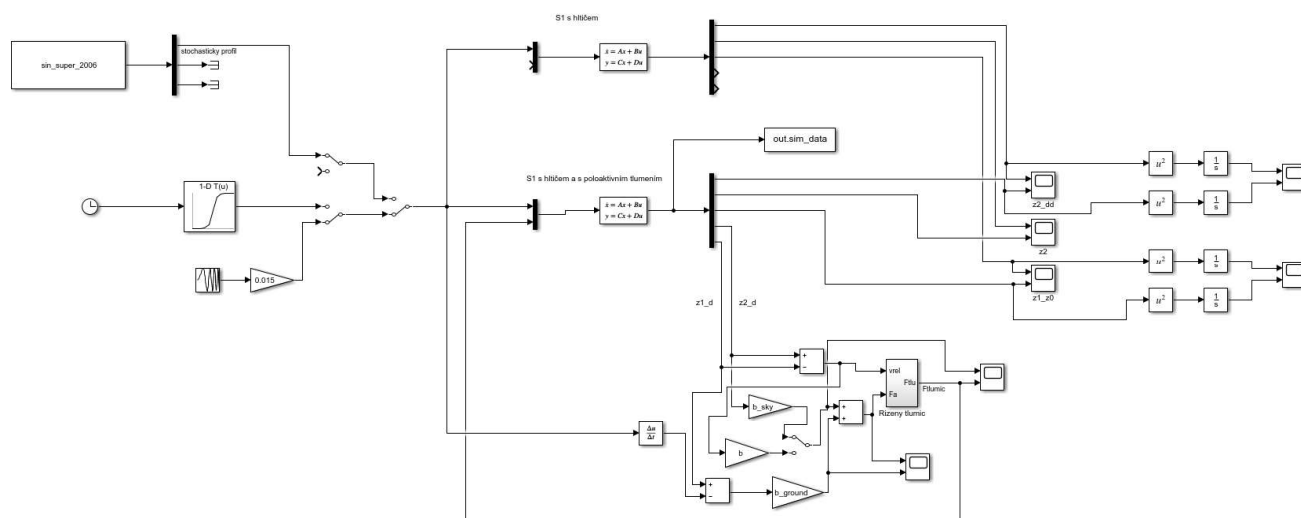 S1 s hltičem
stochasticky profil
sin_super_2006
ẋ = Ax + Bu
y = Cx + Du
out.sim_data
1-D T(u)
S1 s hltičem a s poloaktivním tlumením
ẋ = Ax + Bu
y = Cx + Du
u²
1
s
z2_dd
u²
1
s
z2
u²
1
s
0.015
z1_z0
u²
1
s
z1_d
z2_d
+
−
vrel
Ftlu
Ftlumic
Fa
b_sky
+
+
Rizeny tlumic
Δu
Δt
b
+
−
b_ground